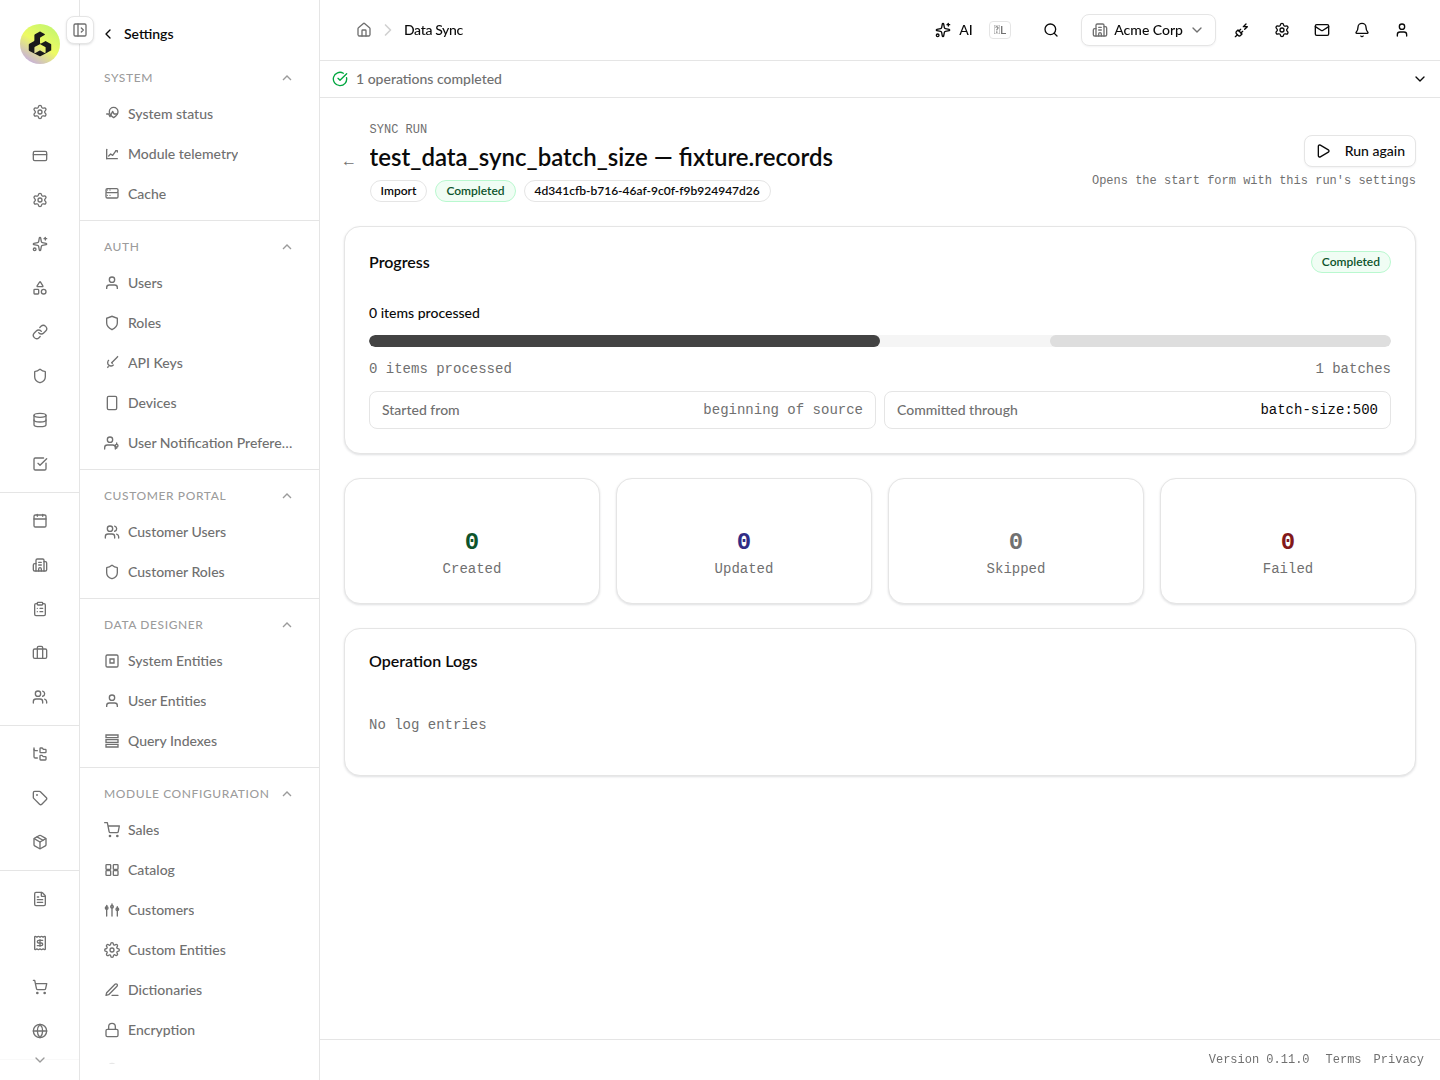 Settings
SYSTEM
System status
Module telemetry
Cache
AUTH
Users
Roles
API Keys
Devices
User Notification Prefere...
CUSTOMER PORTAL
Customer Users
Customer Roles
DATA DESIGNER
System Entities
User Entities
Query Indexes
MODULE CONFIGURATION
Sales
Catalog
Customers
Custom Entities
Dictionaries
Encryption
Data Sync
AI
L
Acme Corp
1 operations completed
SYNC RUN
← test_data_sync_batch_size — fixture.records
Import Completed 4d341cfb-b716-46af-9c0f-f9b924947d26
Run again
Opens the start form with this run's settings
Progress
Completed
0 items processed
0 items processed
1 batches
Started from beginning of source
Committed through batch-size:500
0
Created
0
Updated
0
Skipped
0
Failed
Operation Logs
No log entries
Version 0.11.0 Terms Privacy